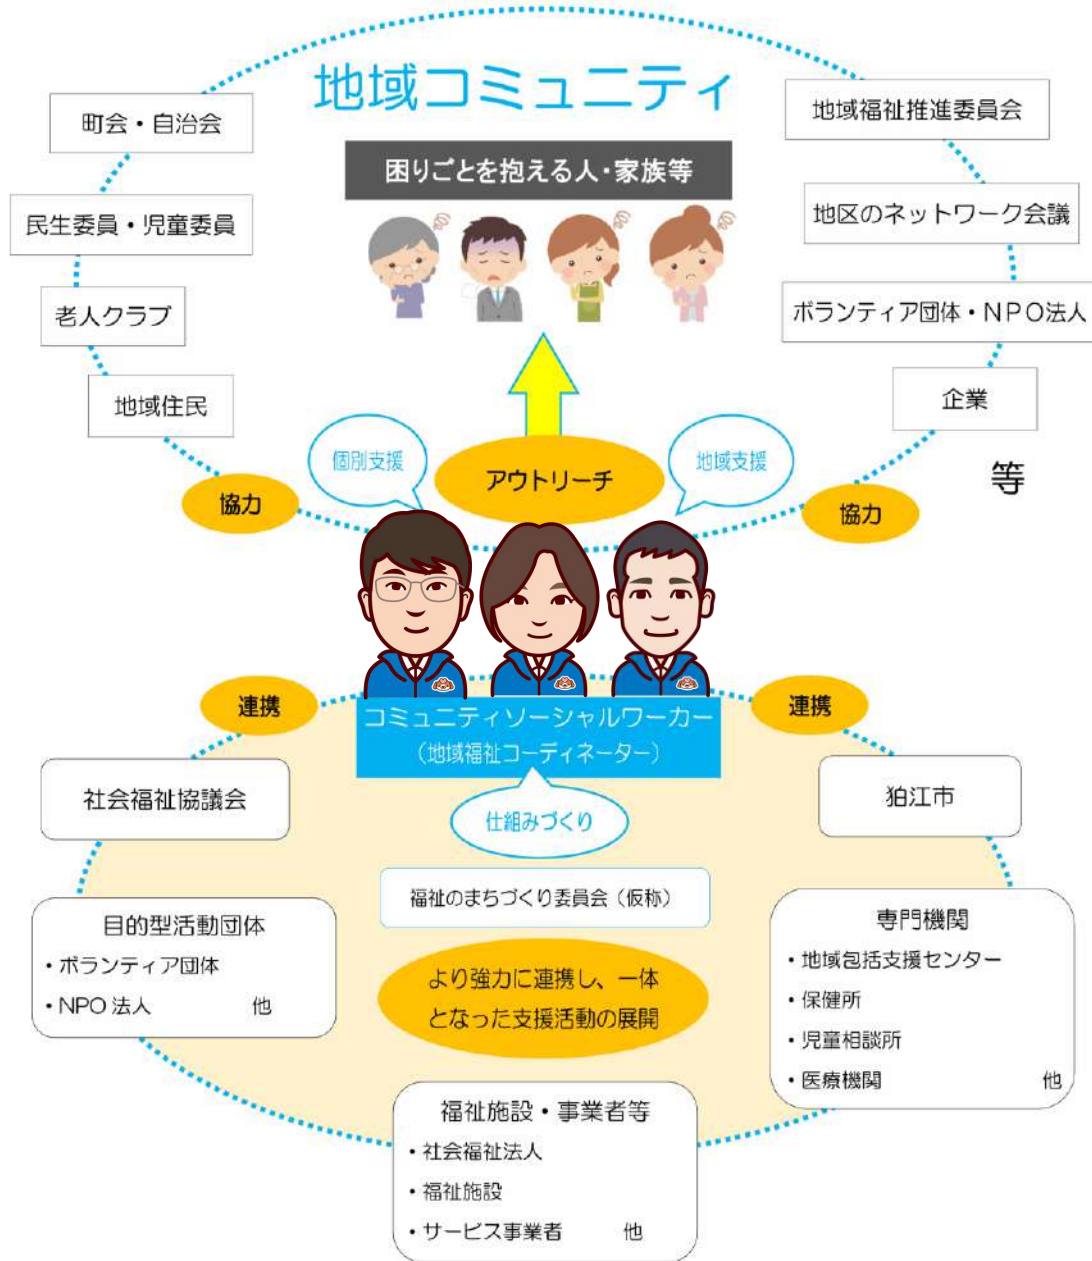 地域コミュニティ
町会・自治会
地域福祉推進委員会
困りごとを抱える人・家族等
民生委員・児童委員
地区のネットワーク会議
老人クラブ
ボランティア団体・NPO法人
地域住民
企業
等
個別支援
アウトリーチ
地域支援
協力
協力
連携
連携
コミュニティソーシャルワーカー
（地域福祉コーディネーター）
社会福祉協議会
狛江市
仕組みづくり
福祉のまちづくり委員会（仮称）
目的型活動団体
・ボランティア団体
・NPO 法人 他
専門機関
・地域包括支援センター
・保健所
・児童相談所
・医療機関 他
より強力に連携し、一体
となった支援活動の展開
福祉施設・事業者等
・社会福祉法人
・福祉施設
・サービス事業者 他